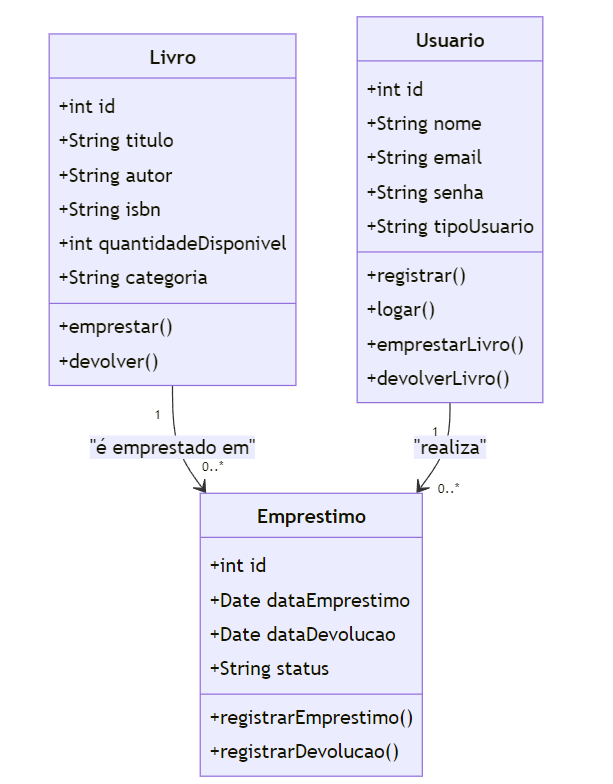 Livro
+int id
+String titulo
+String autor
+String isbn
+int quantidadeDisponivel
+String categoria
+emprestar()
+devolver()
Usuario
+int id
+String nome
+String email
+String senha
+String tipoUsuario
+registrar()
+logar()
+emprestarLivro()
+devolverLivro()
1
"é emprestado em"
0..*
1
"realiza"
0..*
Emprestimo
+int id
+Date dataEmprestimo
+Date dataDevolucao
+String status
+registrarEmprestimo()
+registrarDevolucao()